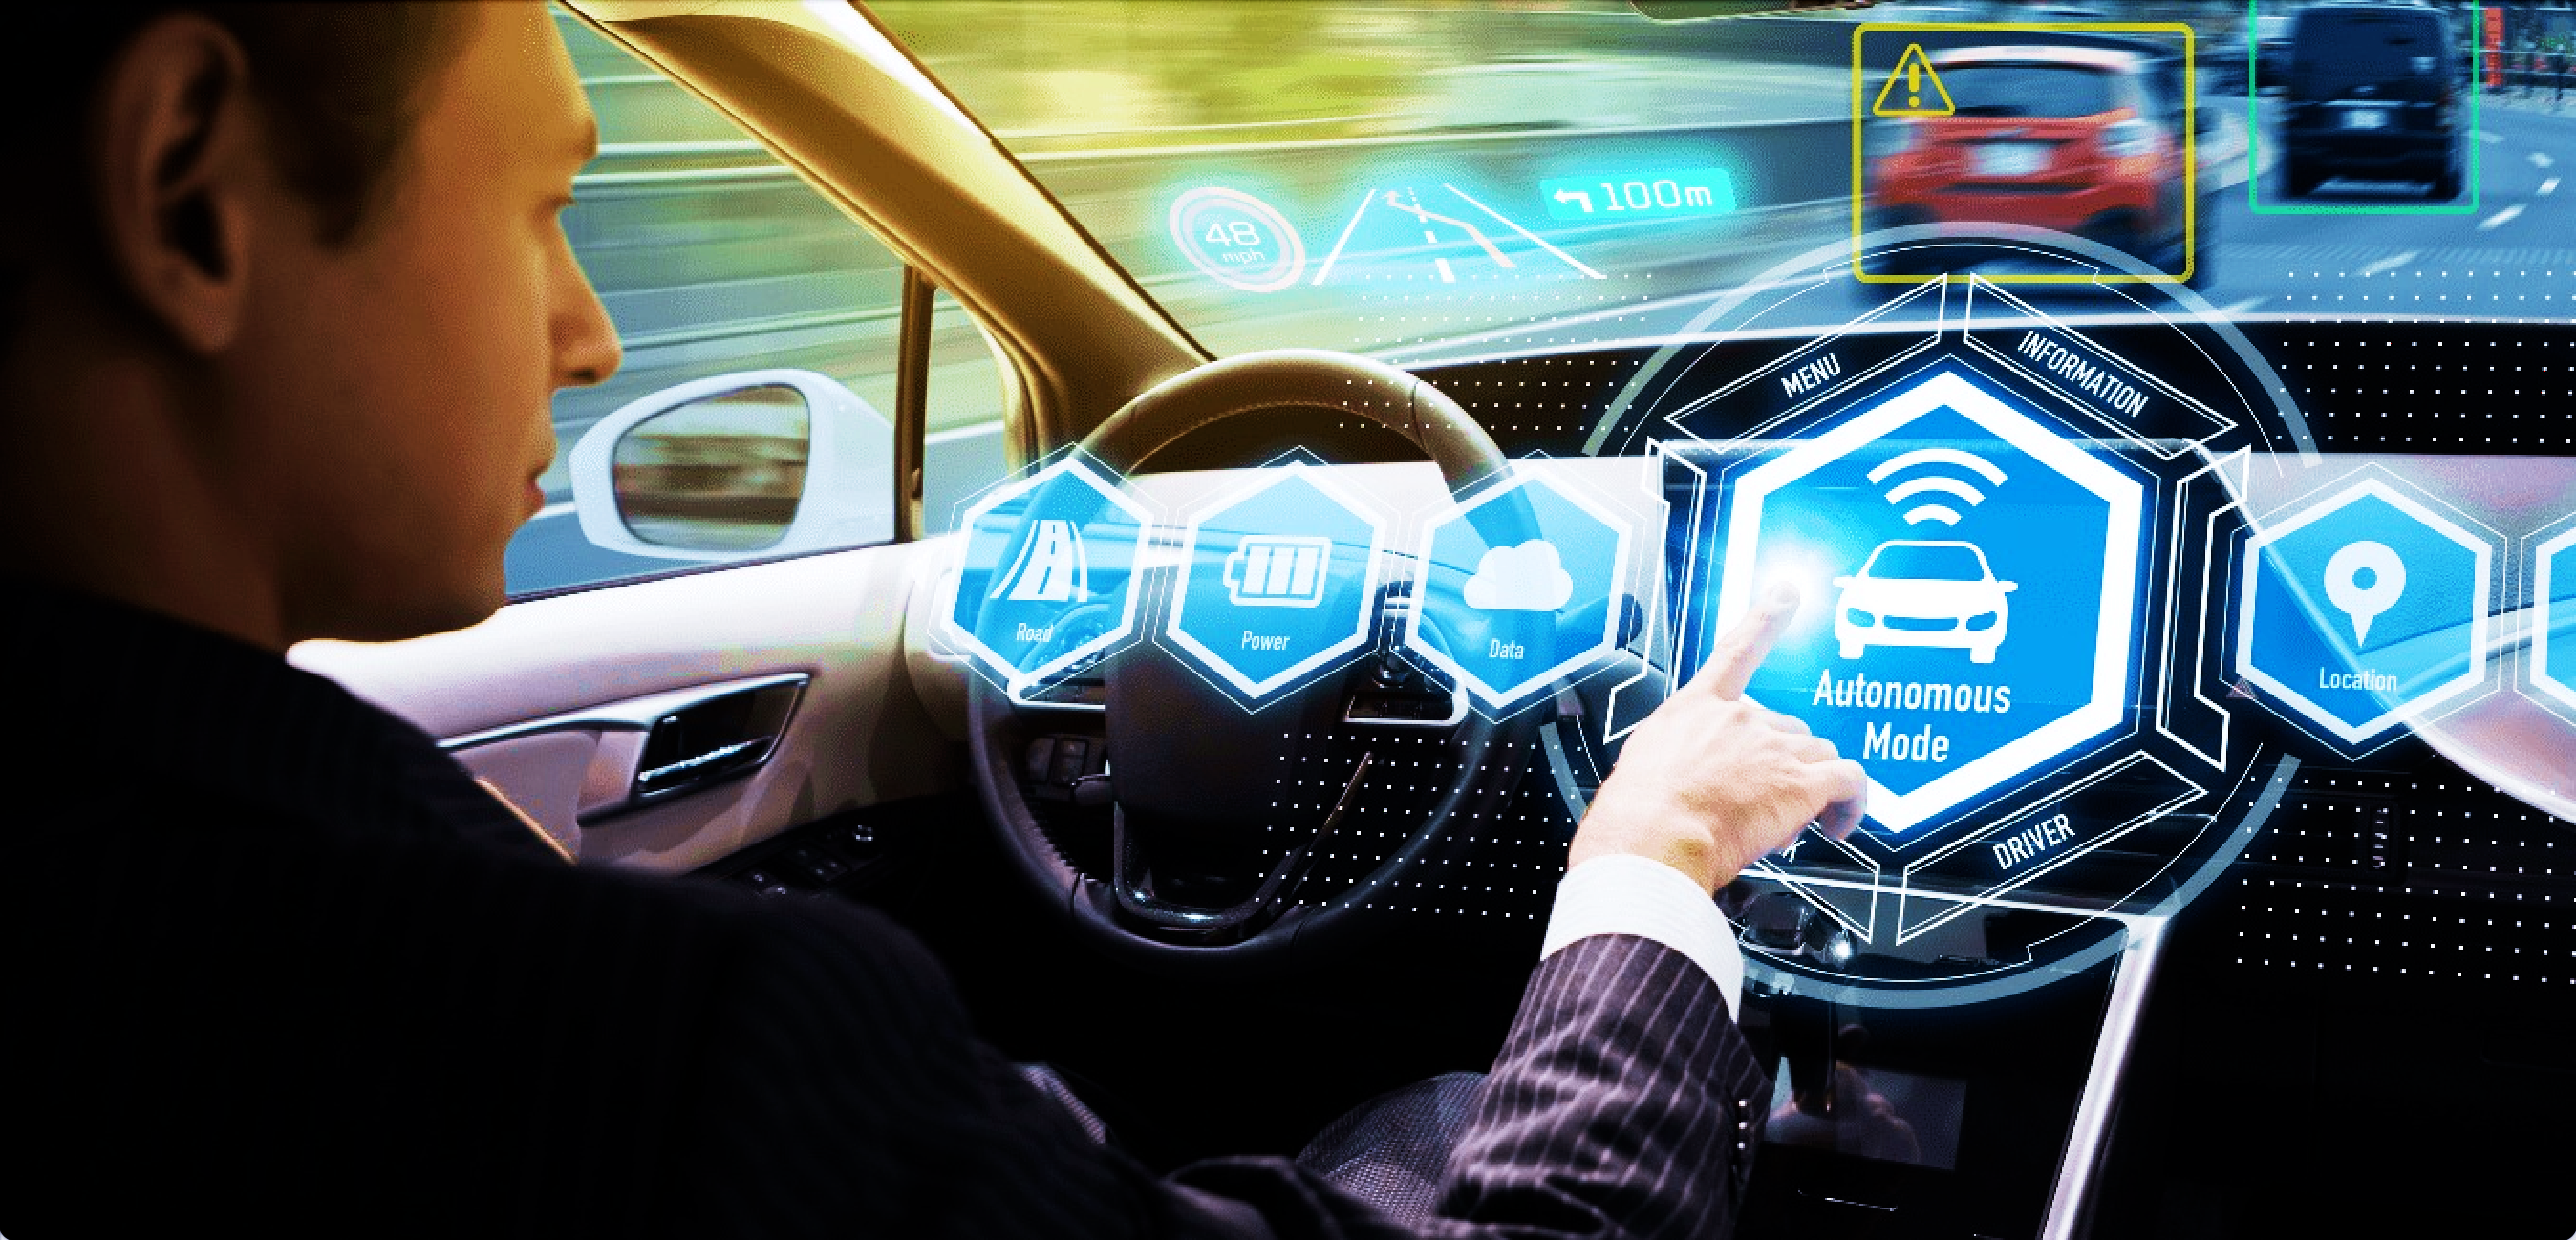 48
mph
100m
MENU
INFORMATION
Road
Power
Data
Autonomous
Mode
Location
DRIVER